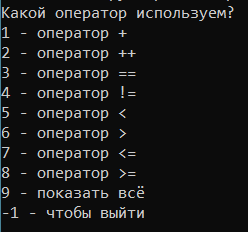 Какой оператор используем?
1 - оператор +
2 - оператор ++
3 - оператор ==
4 - оператор !=
5 - оператор <
6 - оператор >
7 - оператор <=
8 - оператор >=
9 - показать всё
-1 - чтобы выйти